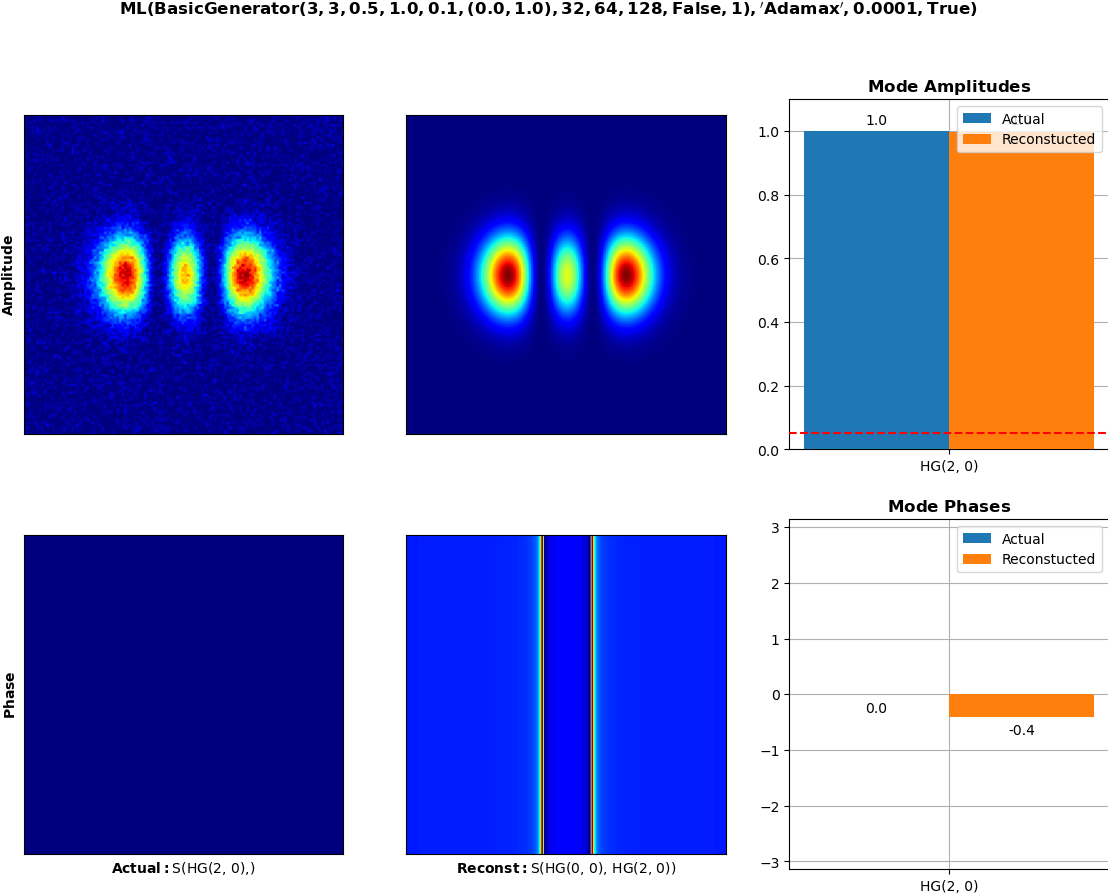 ML(BasicGenerator(3, 3, 0.5, 1.0, 0.1, (0.0, 1.0), 32, 64, 128, False, 1), ′Adamax′, 0.0001, True)
Amplitude
Mode Amplitudes
1.0
Actual
Reconstucted
1.0
0.8
0.6
0.4
0.2
0.0
HG(2, 0)
Phase
Actual: S(HG(2, 0),)
Reconst: S(HG(0, 0), HG(2, 0))
Mode Phases
Actual
Reconstucted
3
2
1
0
−1
−2
−3
0.0
-0.4
HG(2, 0)